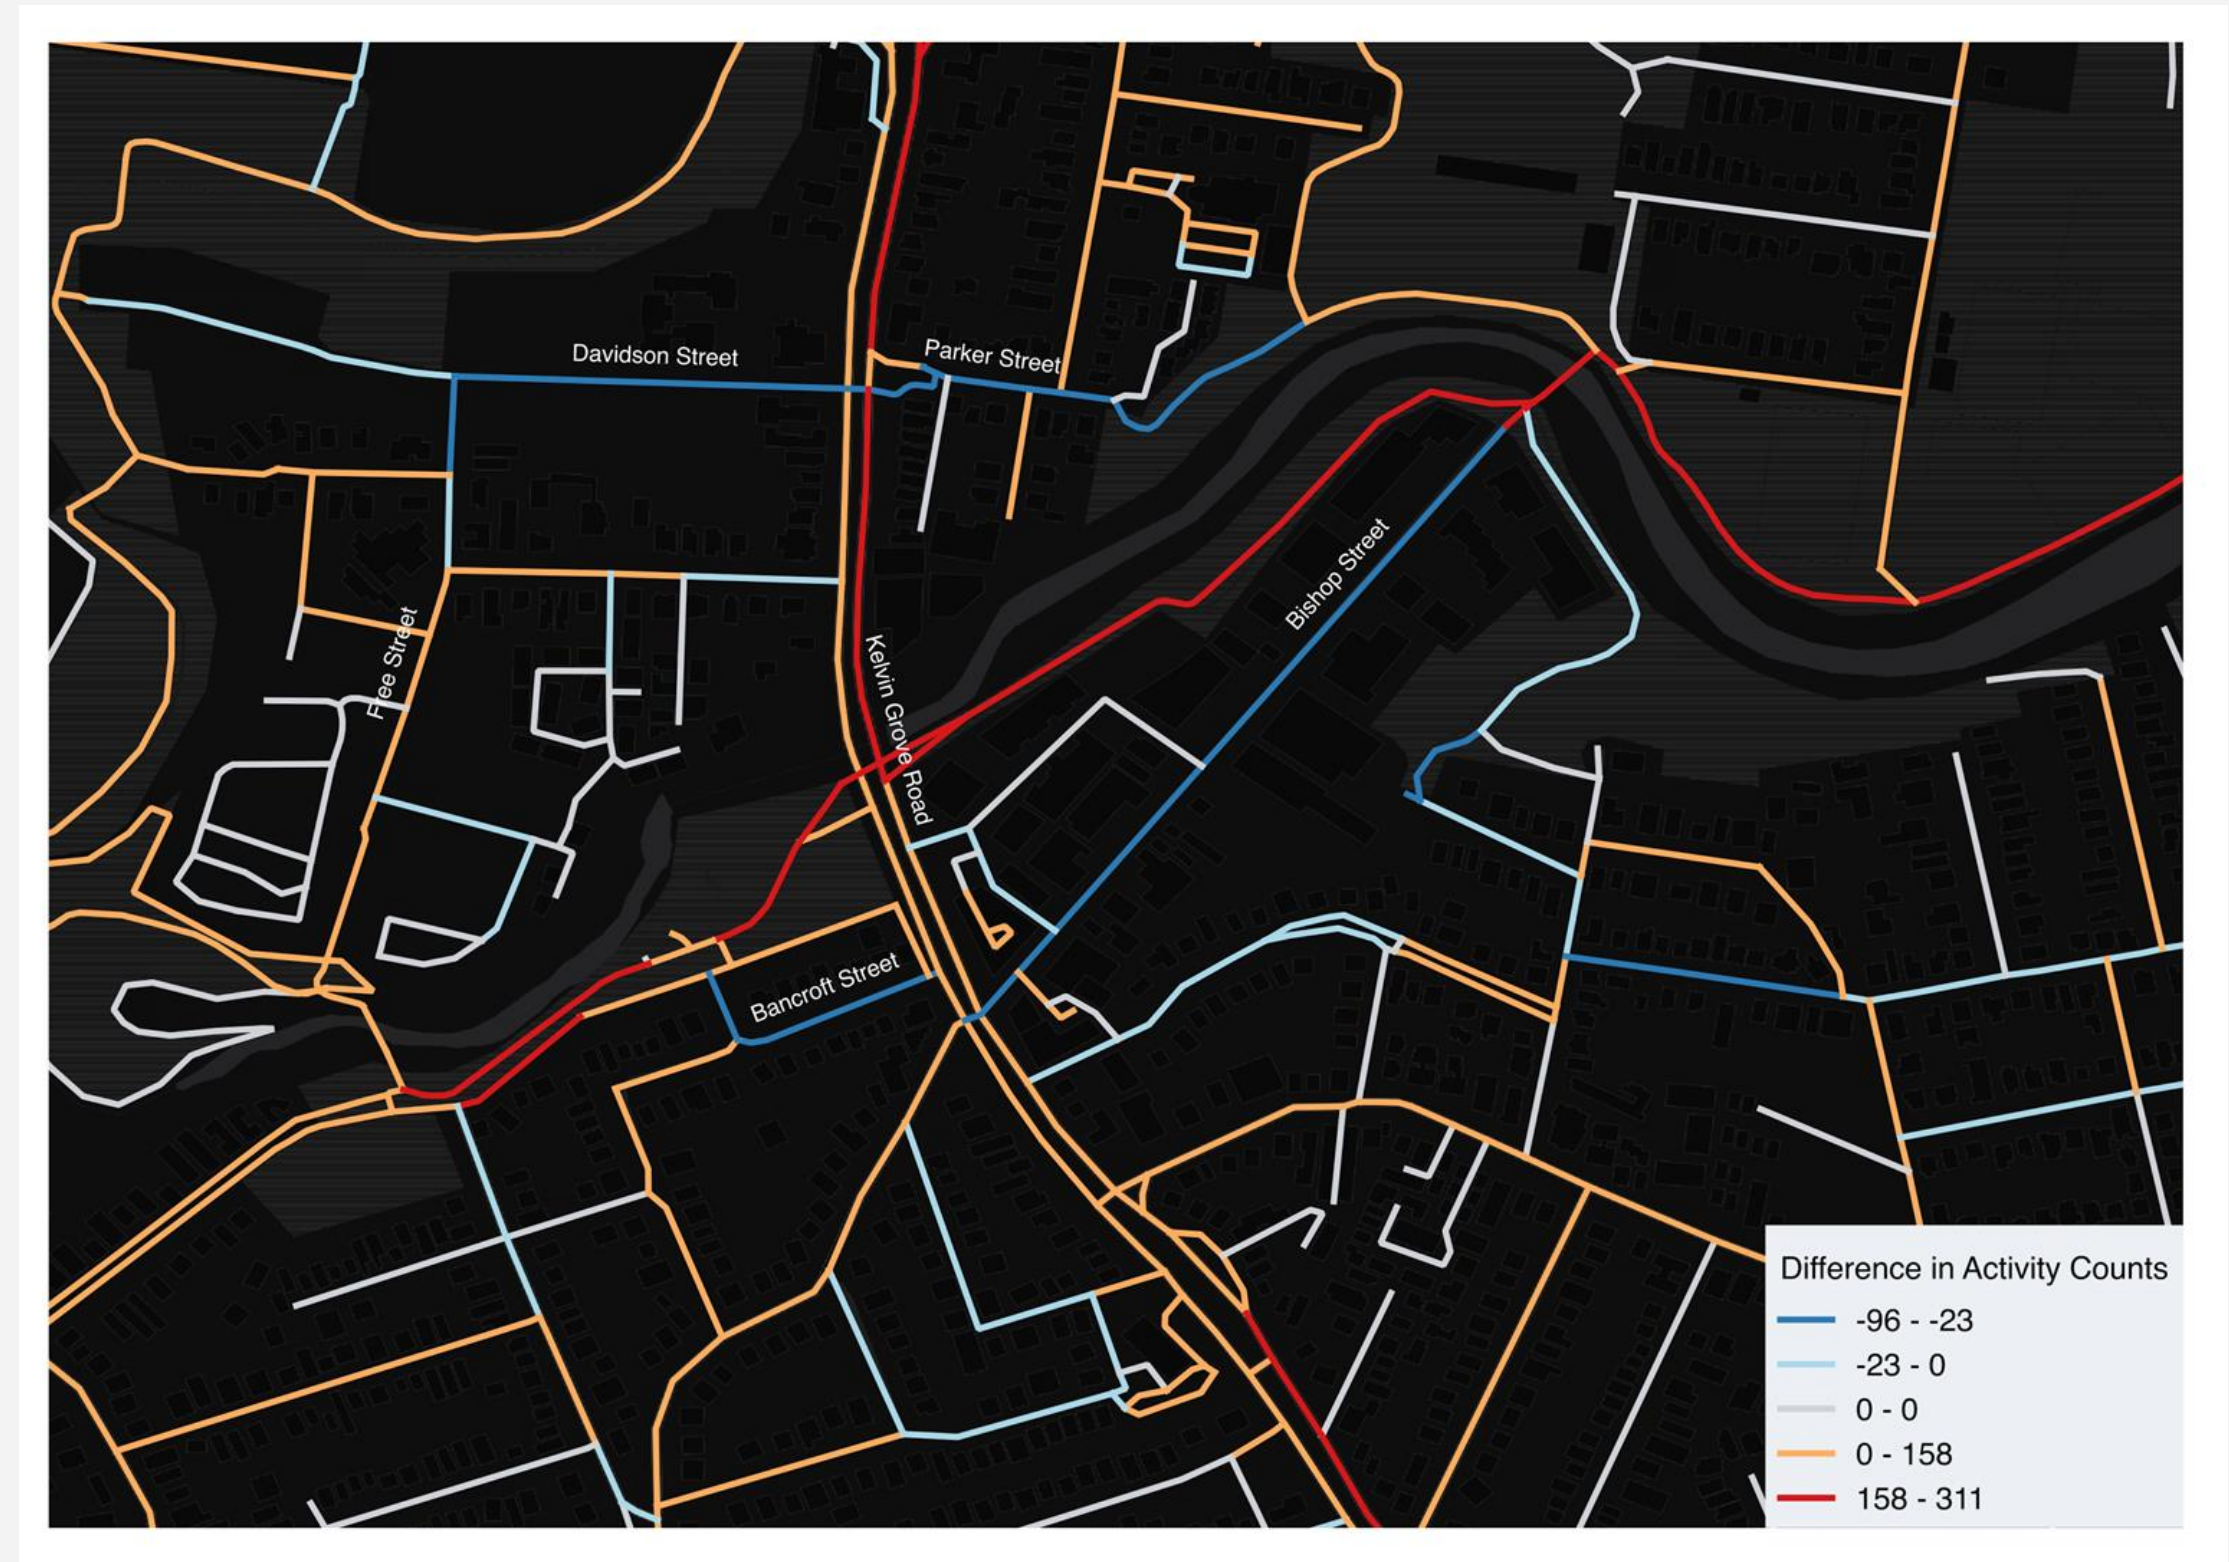 Davidson Street
Parker Street
Bishop Street
Free Street
Kelvin Grove Road
Bancroft Street
Difference in Activity Counts
-96 - -23
-23 - 0
0 - 0
0 - 158
158 - 311